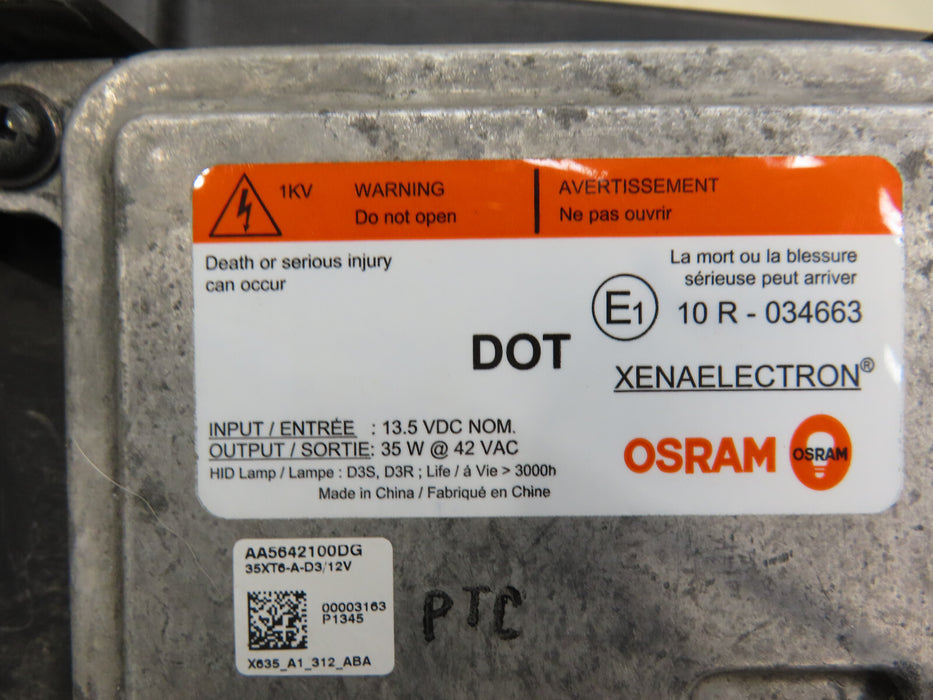 1KV
WARNING
Do not open
AVERTISSEMENT
Ne pas ouvrir
Death or serious injury
can occur
La mort ou la blessure
sérieuse peut arriver
E1
10 R - 034663
DOT
XENAELECTRON®
INPUT / ENTRÉE : 13.5 VDC NOM.
OUTPUT / SORTIE: 35 W @ 42 VAC
HID Lamp / Lampe : D3S, D3R ; Life / á Vie > 3000h
Made in China / Fabriqué en Chine
OSRAM
OSRAM
AA5642100DG
35XT6-A-D3/12V
00003163
P1345
X635_A1_312_ABA
PTC